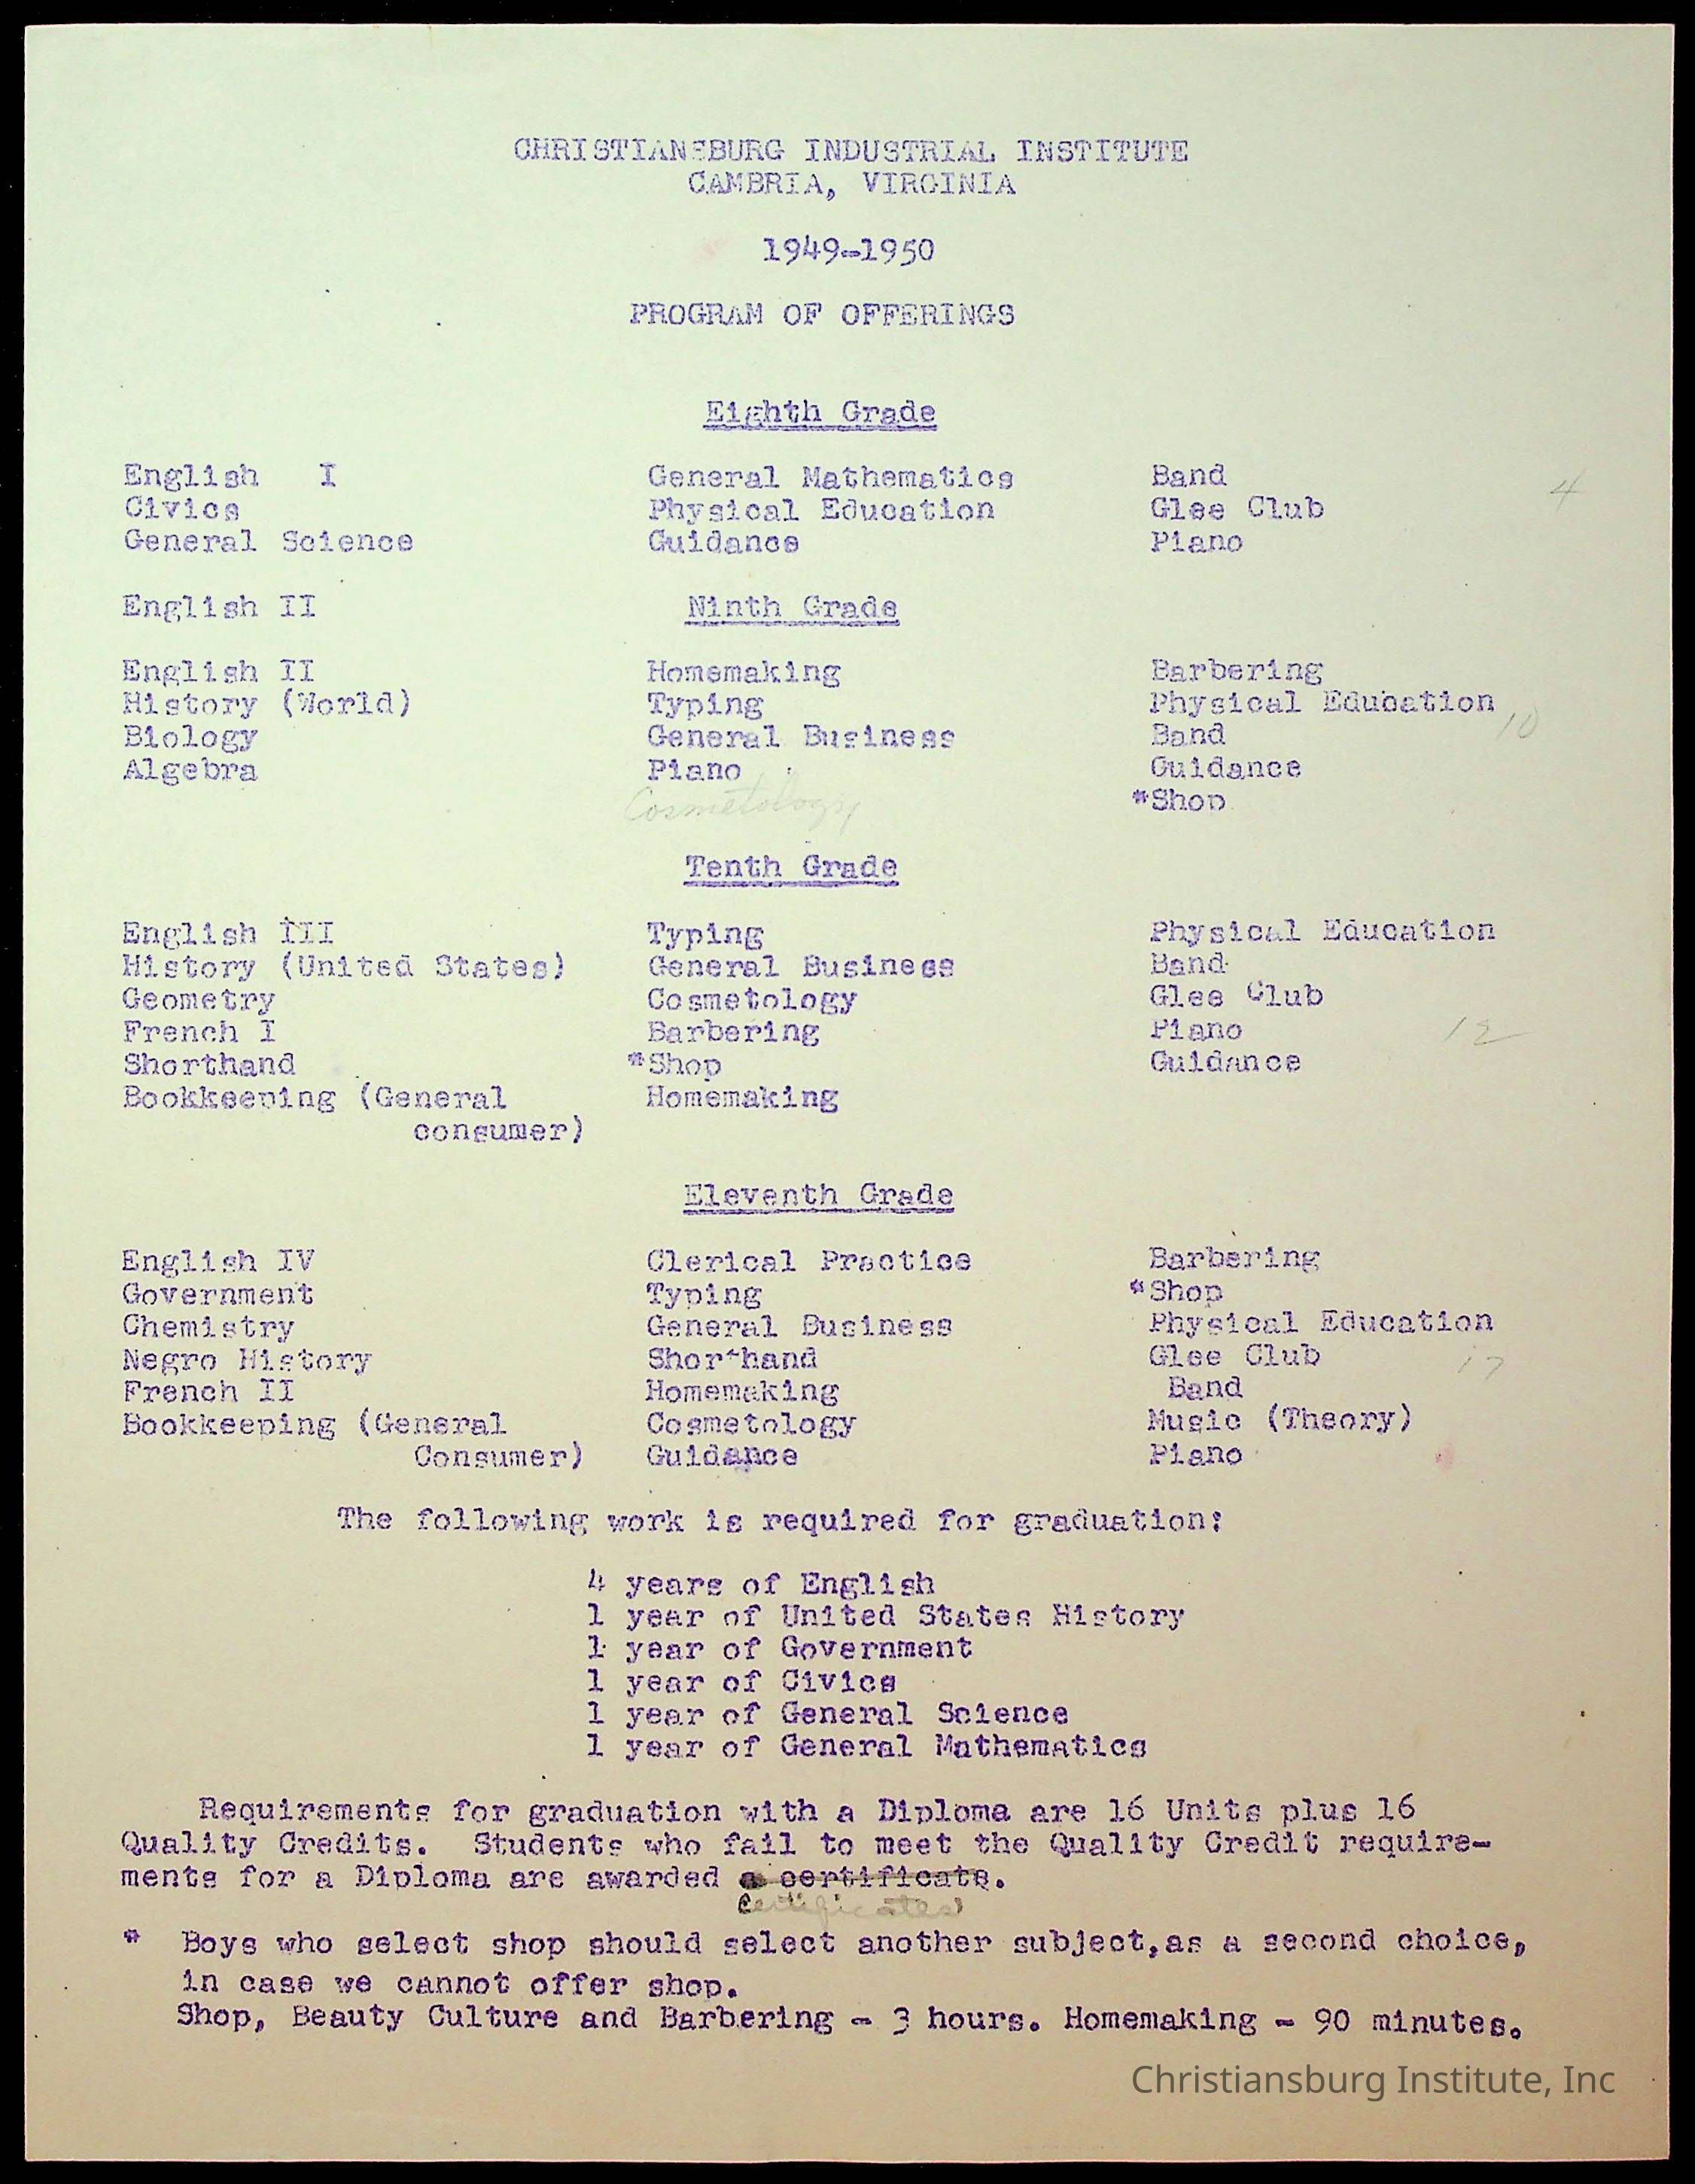 CHRISTIANSBURG INDUSTRIAL INSTITUTE
CAMBRIA, VIRGINIA
1949-1950
PROGRAM OF OFFERINGS
Eighth Grade
English I General Mathematics Band 4
Civics Physical Education Glee Club
General Science Guidance Piano
English II Ninth Grade
English II Homemaking Barbering
History (World) Typing Physical Education
Biology General Business Band 10
Algebra Piano Guidance
Cosmetology *Shop
Tenth Grade
English III Typing Physical Education
History (United States) General Business Band
Geometry Cosmetology Glee Club
French I Barbering Piano 12
Shorthand *Shop Guidance
Bookkeeping (General Homemaking
consumer)
Eleventh Grade
English IV Clerical Practice Barbering
Government Typing *Shop
Chemistry General Business Physical Education
Negro History Shorthand Glee Club 17
French II Homemaking Band
Bookkeeping (General Cosmetology Music (Theory)
Consumer) Guidance Piano
The following work is required for graduation:
4 years of English
1 year of United States History
1 year of Government
1 year of Civics
1 year of General Science
1 year of General Mathematics
Requirements for graduation with a Diploma are 16 Units plus 16
Quality Credits. Students who fail to meet the Quality Credit require-
ments for a Diploma are awarded a certificate.
Certificates
* Boys who select shop should select another subject,as a second choice,
in case we cannot offer shop.
Shop, Beauty Culture and Barbering - 3 hours. Homemaking - 90 minutes.
Christiansburg Institute, Inc